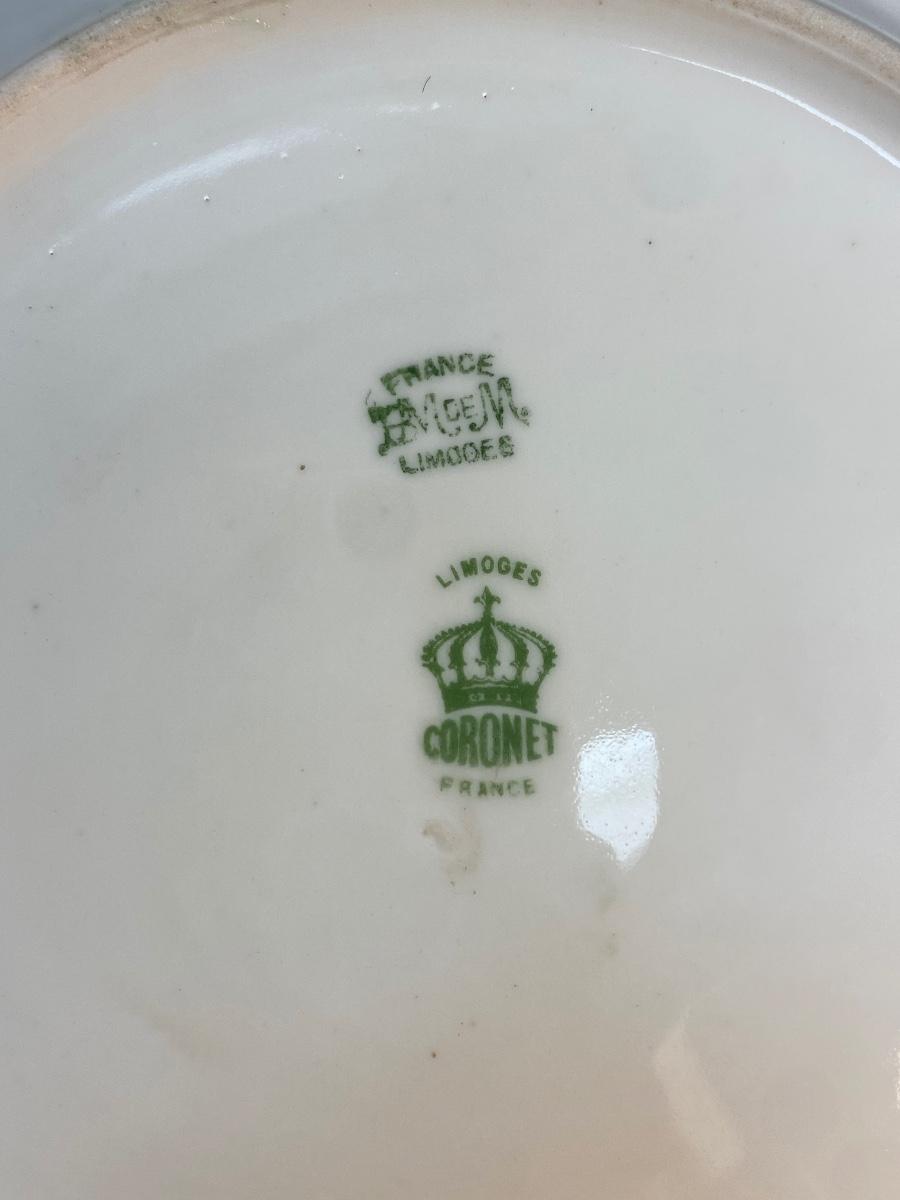 FRANCE
M DE M.
LIMOGES
LIMOGES
CORONET
FRANCE